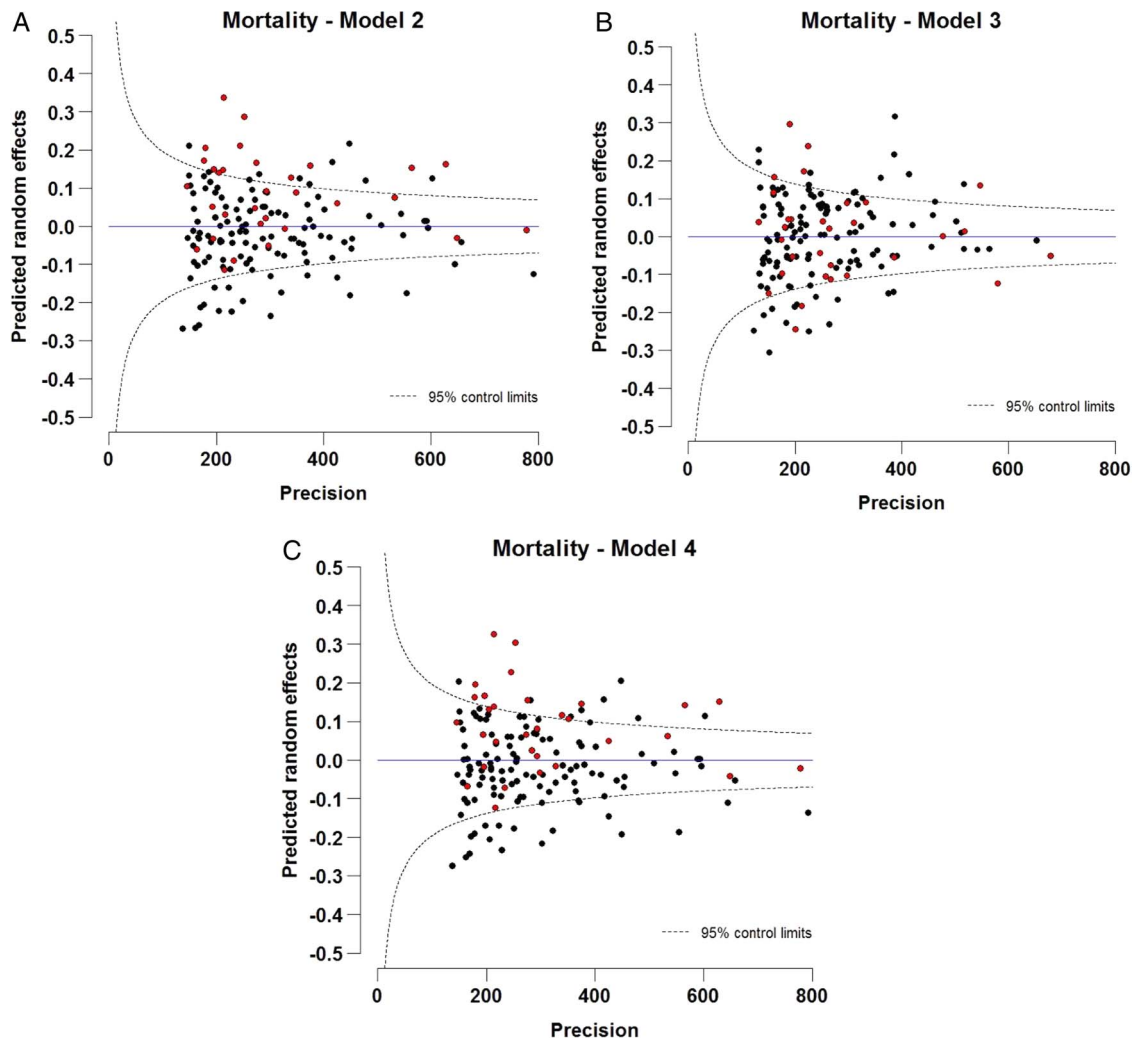 A
Mortality - Model 2
0.5
0.4
0.3
0.2
0.1
0.0
-0.1
-0.2
-0.3
-0.4
-0.5
Predicted random effects
95% control limits
0 200 400 600 800
Precision
B
Mortality - Model 3
0.5
0.4
0.3
0.2
0.1
0.0
-0.1
-0.2
-0.3
-0.4
-0.5
Predicted random effects
95% control limits
0 200 400 600 800
Precision
C
Mortality - Model 4
0.5
0.4
0.3
0.2
0.1
0.0
-0.1
-0.2
-0.3
-0.4
-0.5
Predicted random effects
95% control limits
0 200 400 600 800
Precision